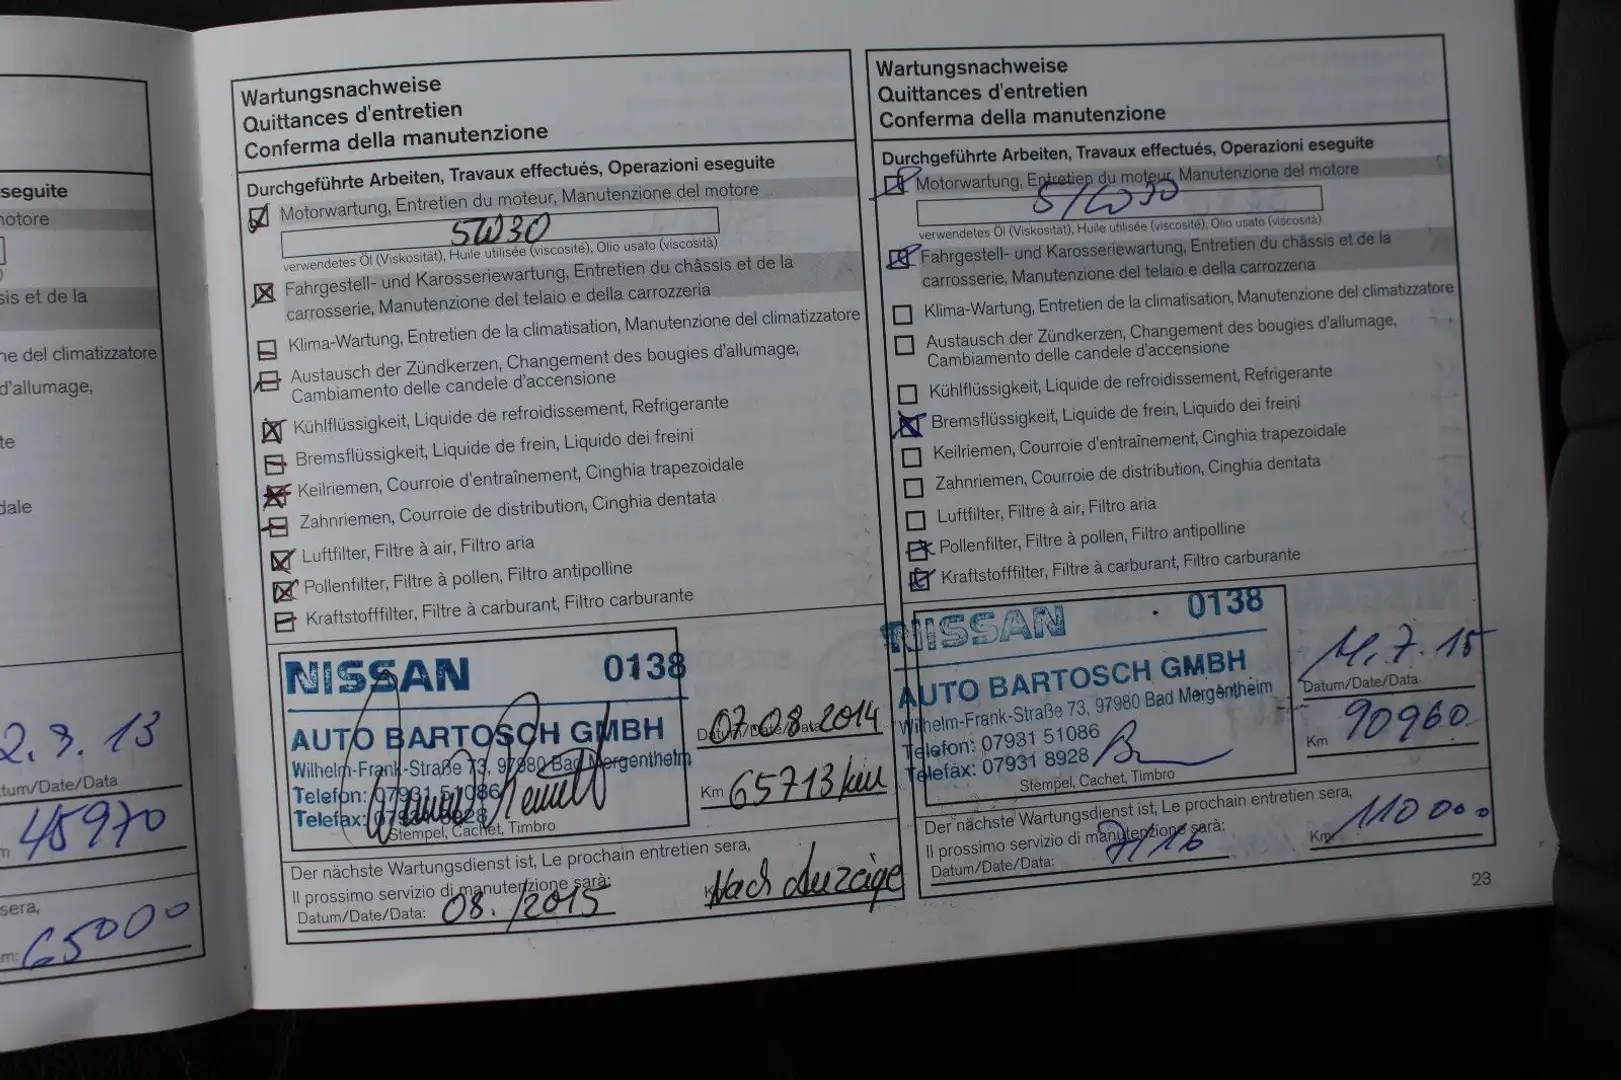 seguite
notore
sis et de la
ne del climatizzatore
d'allumage,
te
dale
2. 9. 13
tum/Date/Data
45970
sera,
m: 65000
Wartungsnachweise
Quittances d'entretien
Conferma della manutenzione
Durchgeführte Arbeiten, Travaux effectués, Operazioni eseguite
Motorwartung, Entretien du moteur, Manutenzione del motore
5W30
verwendetes Öl (Viskosität), Huile utilisée (viscosité), Olio usato (viscosità)
Fahrgestell- und Karosseriewartung, Entretien du châssis et de la
carrosserie, Manutenzione del telaio e della carrozzeria
Klima-Wartung, Entretien de la climatisation, Manutenzione del climatizzatore
Austausch der Zündkerzen, Changement des bougies d'allumage,
Cambiamento delle candele d'accensione
Kühlflüssigkeit, Liquide de refroidissement, Refrigerante
Bremsflüssigkeit, Liquide de frein, Liquido dei freini
Keilriemen, Courroie d'entraînement, Cinghia trapezoidale
Zahnriemen, Courroie de distribution, Cinghia dentata
Luftfilter, Filtre à air, Filtro aria
Pollenfilter, Filtre à pollen, Filtro antipolline
Kraftstofffilter, Filtre à carburant, Filtro carburante
NISSAN 0138
AUTO BARTOSCH GMBH
Wilhelm-Frank-Straße 73, 97980 Bad Mergentheim
Telefon: 07931 51086
Telefax: 07931 8928
Stempel, Cachet, Timbro
07.08.2014
Datum/Date/Data
Km 65713 km
Der nächste Wartungsdienst ist, Le prochain entretien sera,
Il prossimo servizio di manutenzione sarà:
Datum/Date/Data: 08./2015
Nach Anzeige
Wartungsnachweise
Quittances d'entretien
Conferma della manutenzione
Durchgeführte Arbeiten, Travaux effectués, Operazioni eseguite
Motorwartung, Entretien du moteur, Manutenzione del motore
5W30
verwendetes Öl (Viskosität), Huile utilisée (viscosité), Olio usato (viscosità)
Fahrgestell- und Karosseriewartung, Entretien du châssis et de la
carrosserie, Manutenzione del telaio e della carrozzeria
Klima-Wartung, Entretien de la climatisation, Manutenzione del climatizzatore
Austausch der Zündkerzen, Changement des bougies d'allumage,
Cambiamento delle candele d'accensione
Kühlflüssigkeit, Liquide de refroidissement, Refrigerante
Bremsflüssigkeit, Liquide de frein, Liquido dei freini
Keilriemen, Courroie d'entraînement, Cinghia trapezoidale
Zahnriemen, Courroie de distribution, Cinghia dentata
Luftfilter, Filtre à air, Filtro aria
Pollenfilter, Filtre à pollen, Filtro antipolline
Kraftstofffilter, Filtre à carburant, Filtro carburante
NISSAN 0138
AUTO BARTOSCH GMBH
Wilhelm-Frank-Straße 73, 97980 Bad Mergentheim
Telefon: 07931 51086
Telefax: 07931 8928
Stempel, Cachet, Timbro
7.15
Datum/Date/Data
Km 90960
Der nächste Wartungsdienst ist, Le prochain entretien sera,
Il prossimo servizio di manutenzione sarà:
Datum/Date/Data: 7/16
Km 110000
23